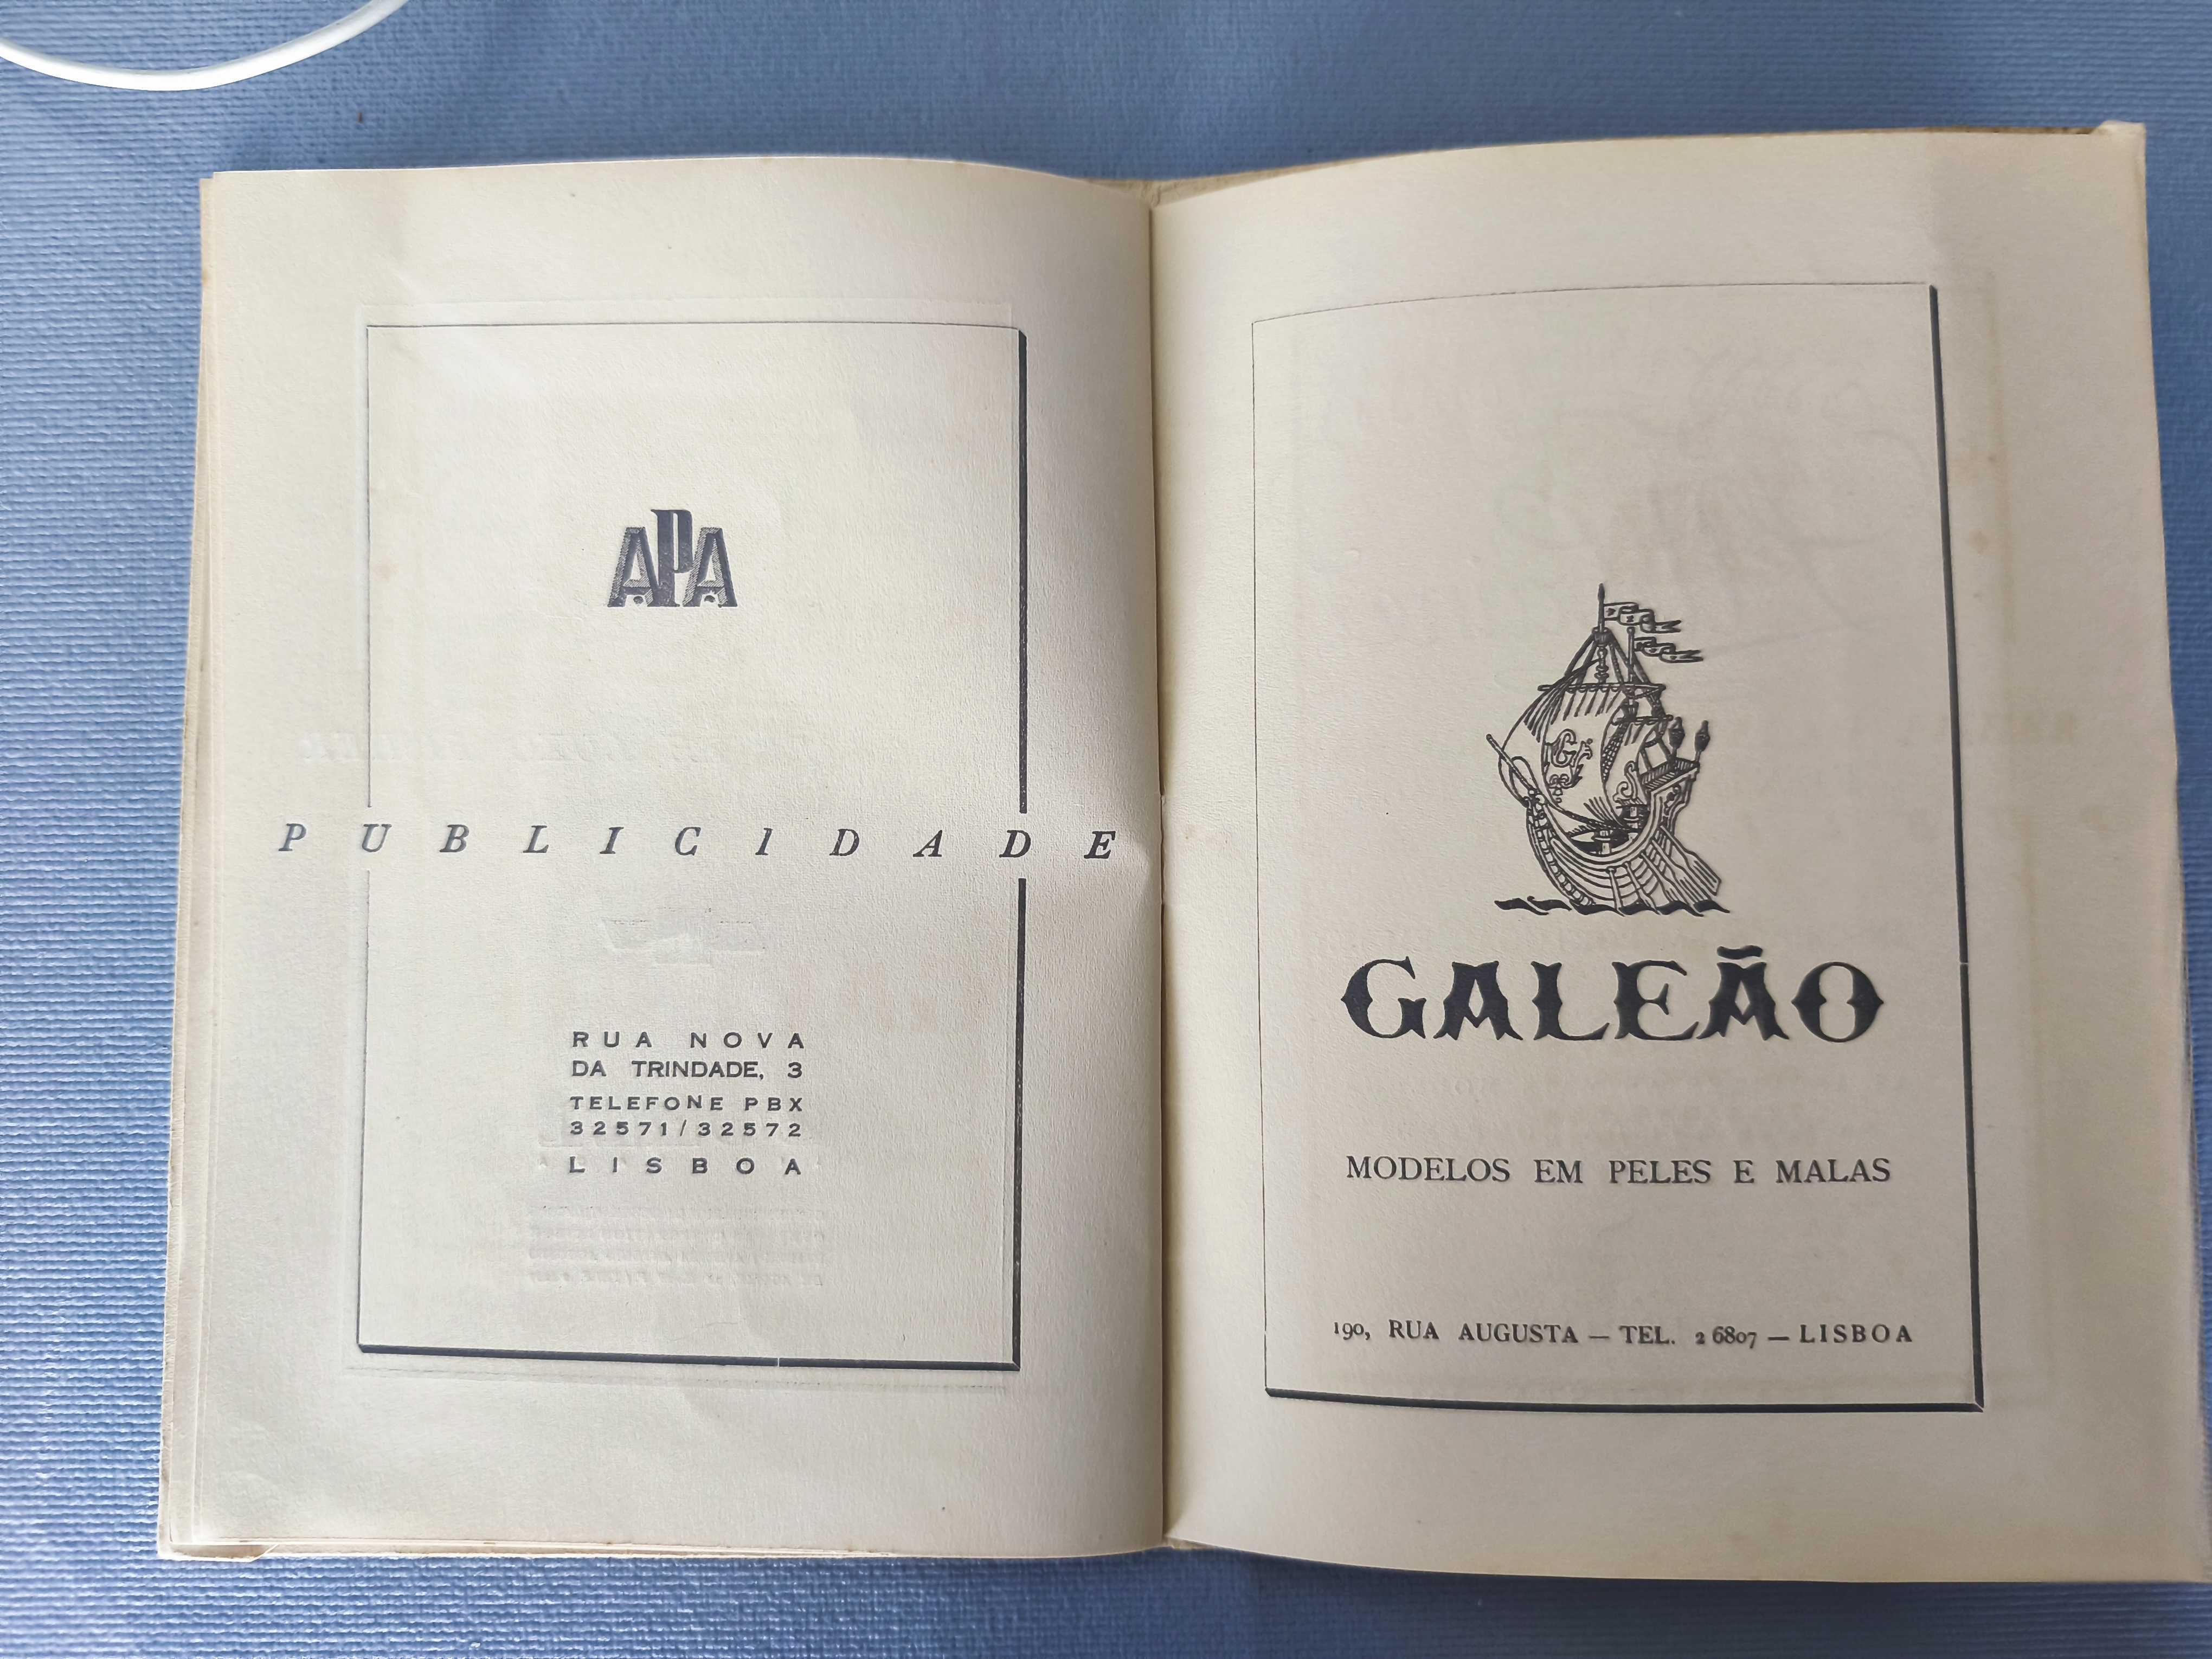 APA
PUBLICIDADE
RUA NOVA
DA TRINDADE, 3
TELEFONE PBX
32571/32572
LISBOA
G
GALEÃO
MODELOS EM PELES E MALAS
190, RUA AUGUSTA — TEL. 2 6807 — LISBOA